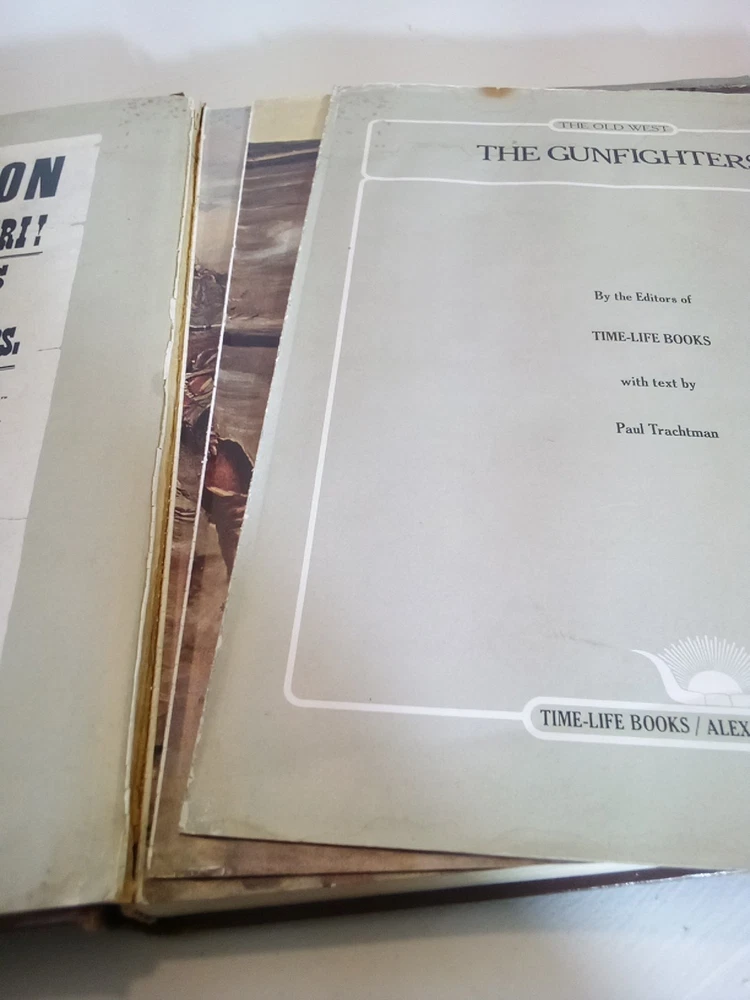 ON
RI!
S
S.
THE OLD WEST
THE GUNFIGHTERS
By the Editors of
TIME-LIFE BOOKS
with text by
Paul Trachtman
TIME-LIFE BOOKS / ALEX